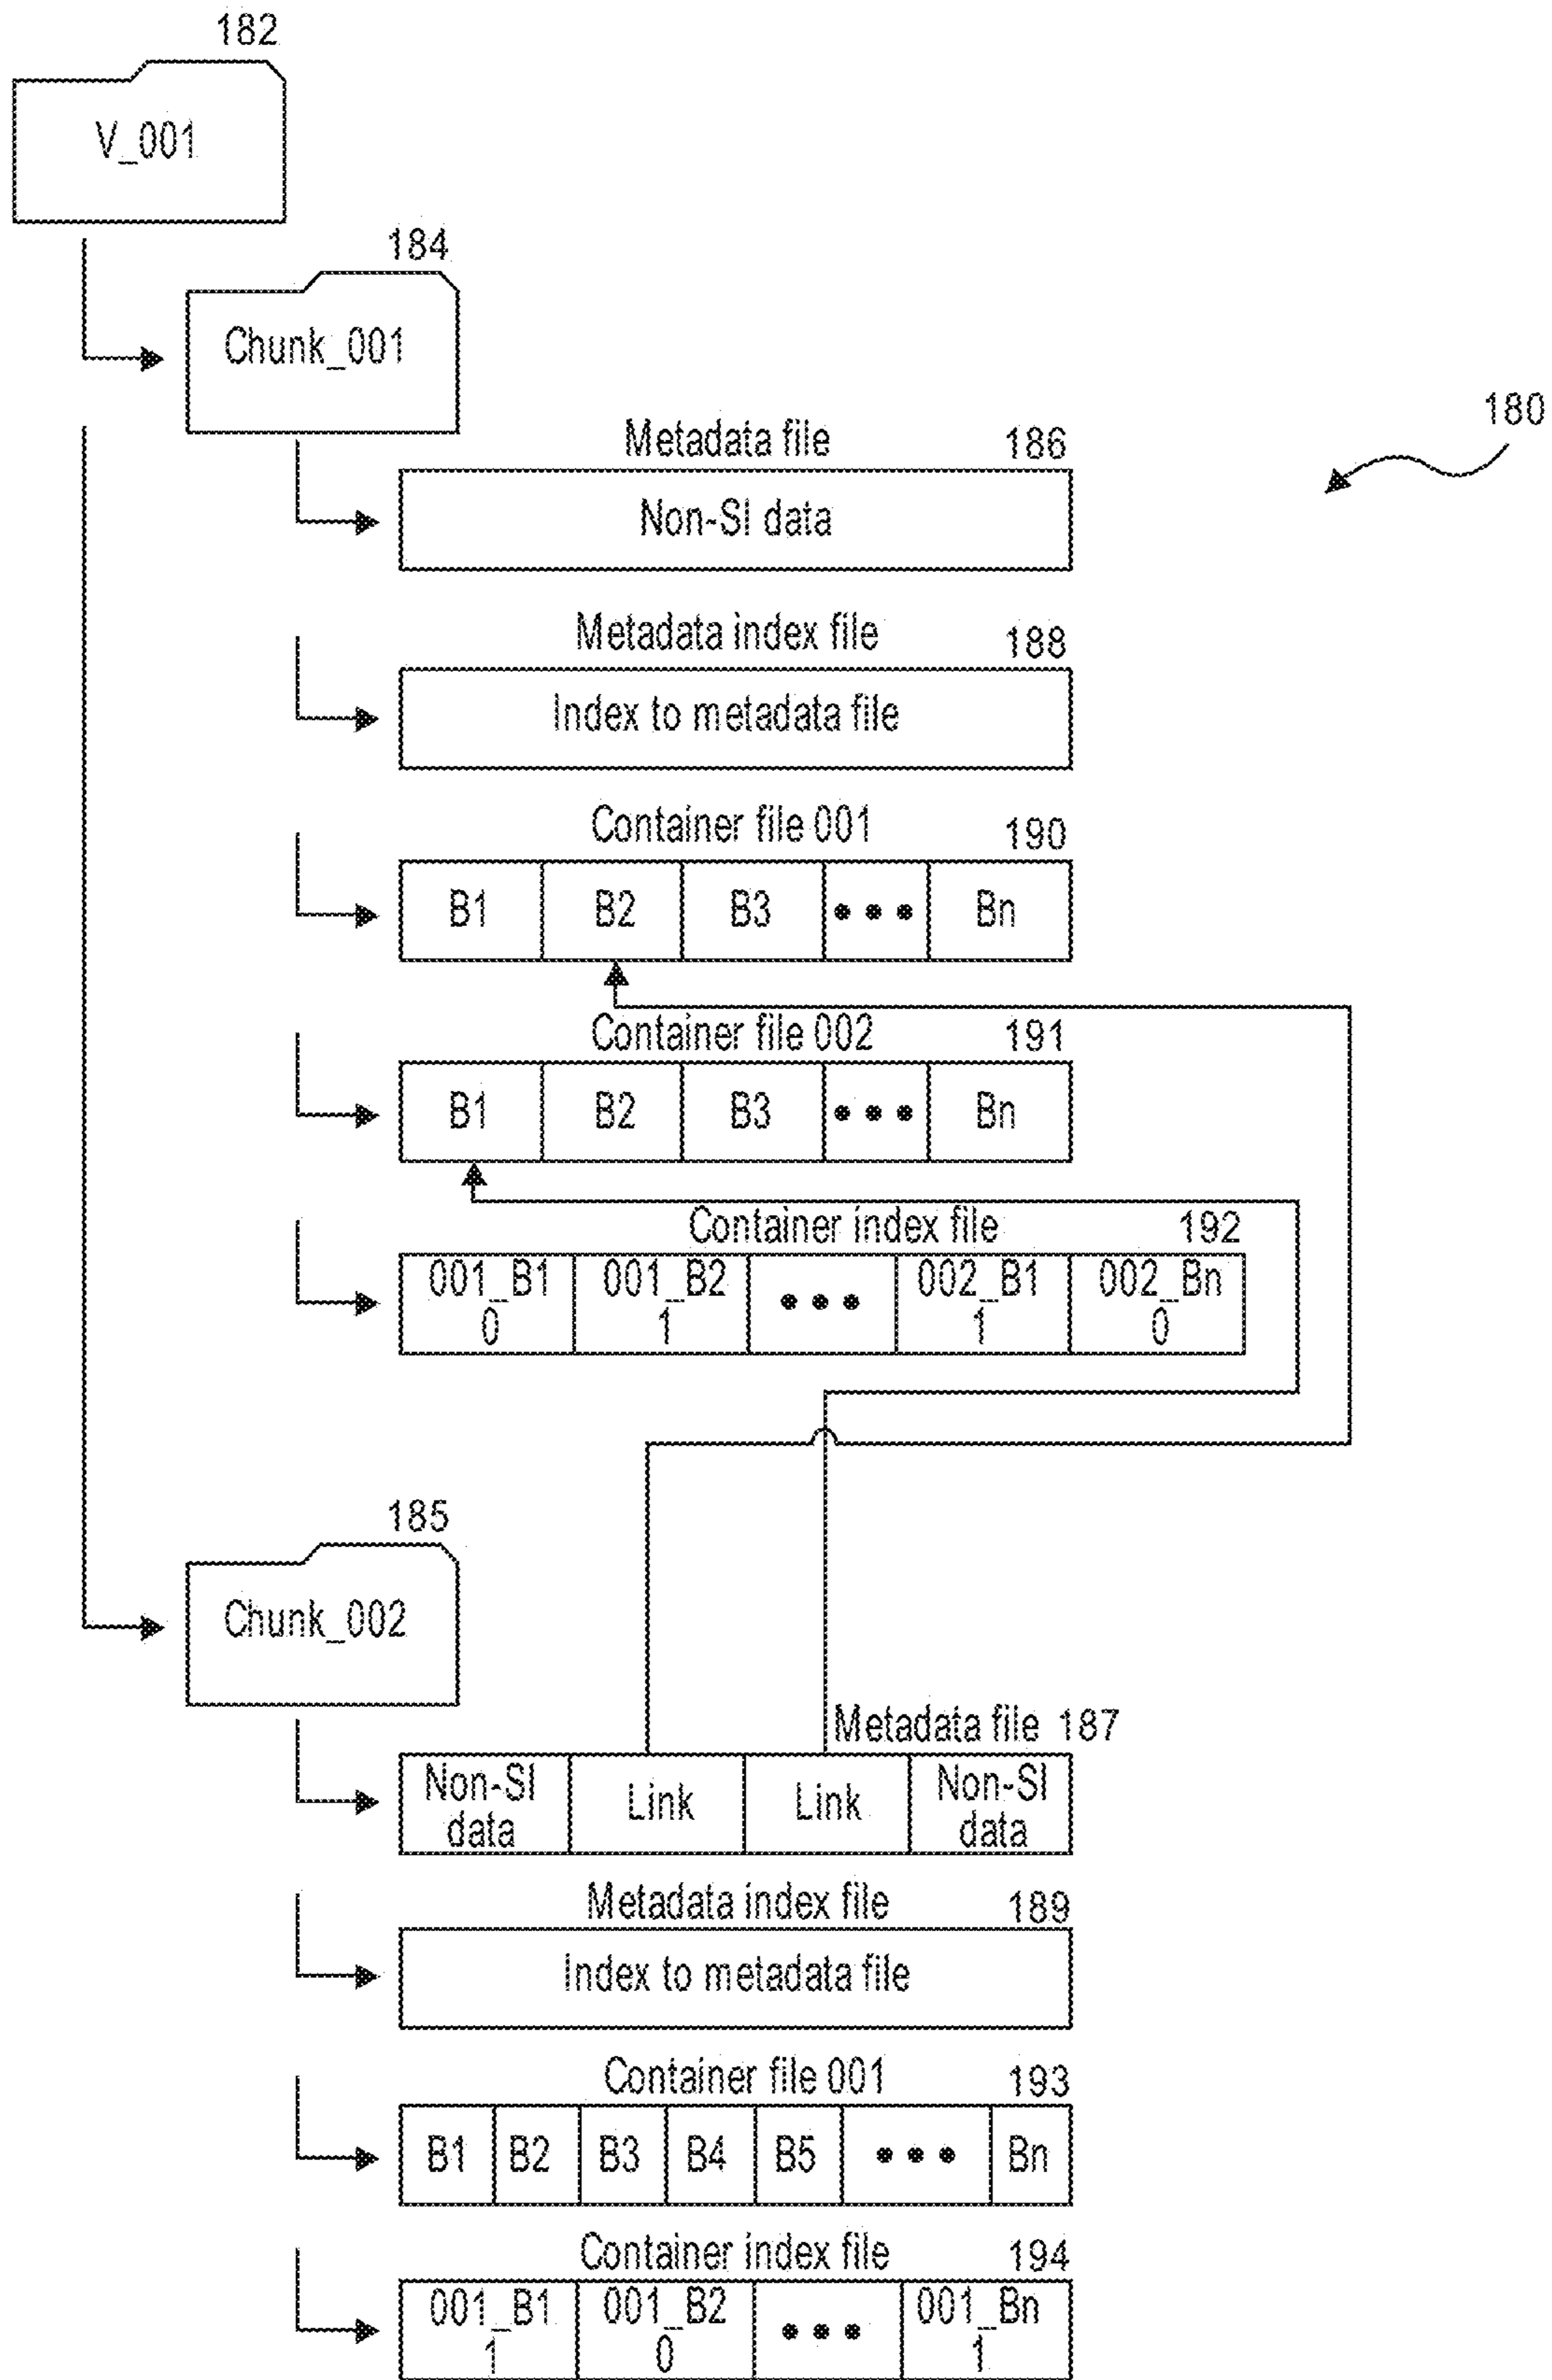 182
V_001
184
Chunk_001
180
Metadata file 186
Non-SI data
Metadata index file 188
Index to metadata file
Container file 001 190
B1 B2 B3 ••• Bn
Container file 002 191
B1 B2 B3 ••• Bn
Container index file 192
001_B1 001_B2 ••• 002_B1 002_Bn
0 1 1 0
185
Chunk_002
Metadata file 187
Non-SI Link Link Non-SI
data data
Metadata index file 189
Index to metadata file
Container file 001 193
B1 B2 B3 B4 B5 ••• Bn
Container index file 194
001_B1 001_B2 ••• 001_Bn
1 0 1